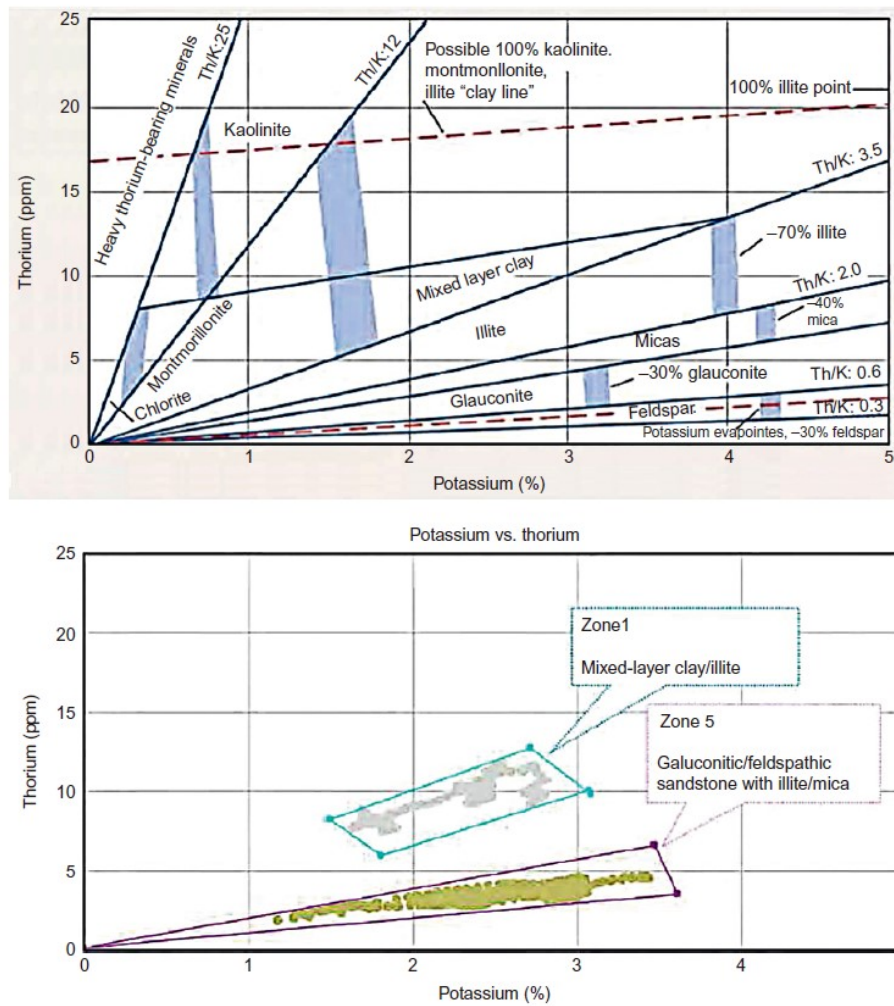 25
20
15
10
5
0
Thorium (ppm)
Heavy thorium-bearing minerals
Th/K:25
Th/K:12
Kaolinite
Possible 100% kaolinite.
montmonllonite,
illite “clay line”
100% illite point
Th/K: 3.5
Mixed layer clay
–70% illite
Th/K: 2.0
–40%
mica
Montmorillonite
Illite
Micas
Chlorite
–30% glauconite
Glauconite
Th/K: 0.6
Feldspar
Th/K: 0.3
Potassium evapointes, –30% feldspar
0 1 2 3 4 5
Potassium (%)
Potassium vs. thorium
25
20
15
10
5
0
Thorium (ppm)
Zone1
Mixed-layer clay/illite
Zone 5
Galuconitic/feldspathic
sandstone with illite/mica
0 1 2 3 4
Potassium (%)